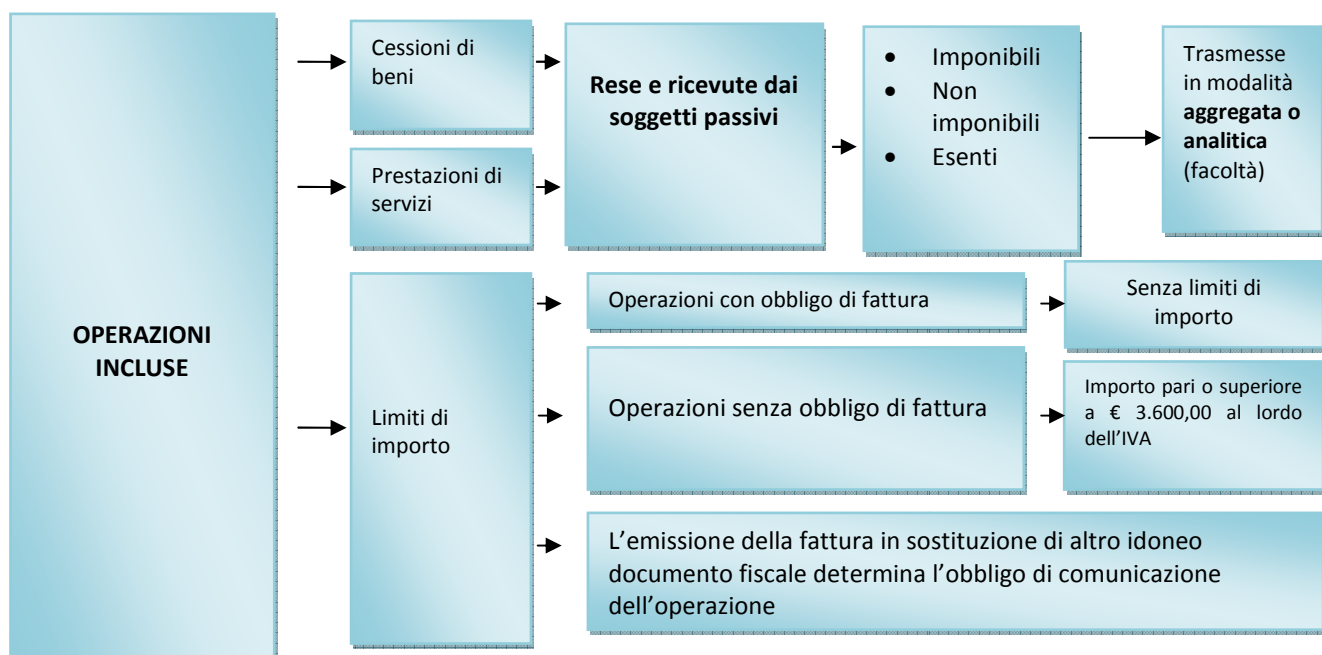 OPERAZIONI
INCLUSE
Cessioni di
beni
Prestazioni di
servizi
Rese e ricevute dai
soggetti passivi
• Imponibili
• Non
imponibili
• Esenti
Trasmesse
in modalità
aggregata o
analitica
(facoltà)
Limiti di
importo
Operazioni con obbligo di fattura
Senza limiti di
importo
Operazioni senza obbligo di fattura
Importo pari o superiore
a € 3.600,00 al lordo
dell’IVA
L’emissione della fattura in sostituzione di altro idoneo
documento fiscale determina l’obbligo di comunicazione
dell’operazione